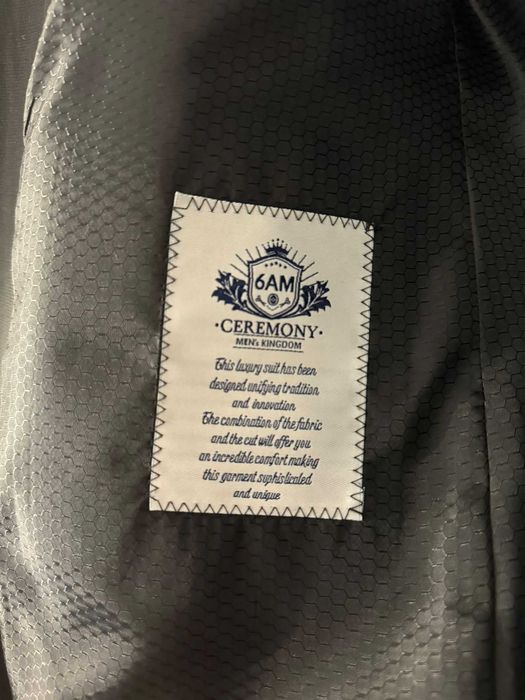 6AM
·CEREMONY·
MEN's KINGDOM
This luxury suit has been
designed unifying tradition
and innovation
The combination of the fabric
and the cut will offer you
an incredible comfort making
this garment suphisticated
and unique